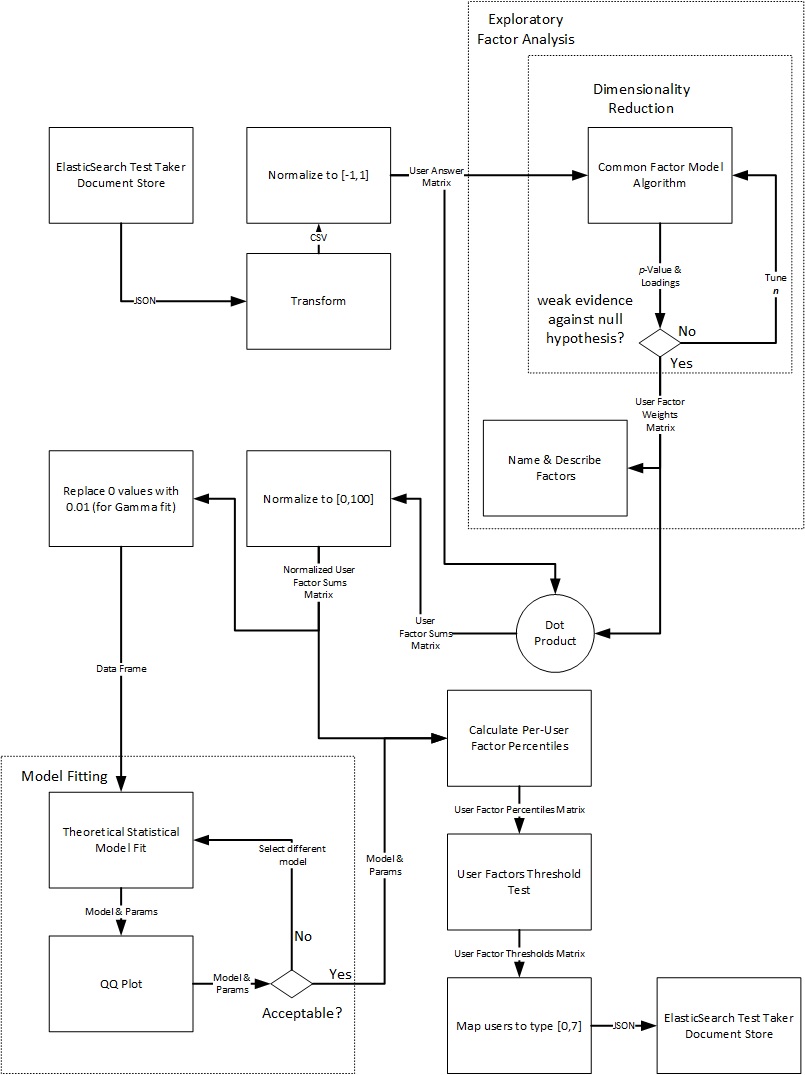 Exploratory
Factor Analysis
Dimensionality
Reduction
ElasticSearch Test Taker
Document Store
Normalize to [-1,1]
User Answer
Matrix
Common Factor Model
Algorithm
CSV
JSON
Transform
p-Value &
Loadings
Tune
n
weak evidence
against null
hypothesis?
No
Yes
User Factor
Weights
Matrix
Name & Describe
Factors
Replace 0 values with
0.01 (for Gamma fit)
Normalize to [0,100]
Normalized User
Factor Sums
Matrix
User
Factor Sums
Matrix
Dot
Product
Data Frame
Calculate Per-User
Factor Percentiles
Model Fitting
Theoretical Statistical
Model Fit
Select different
model
Model &
Params
User Factor Percentiles Matrix
User Factors Threshold
Test
Model & Params
No
User Factor Thresholds Matrix
QQ Plot
Model &
Params
Yes
Acceptable?
Map users to type [0,7]
JSON
ElasticSearch Test Taker
Document Store